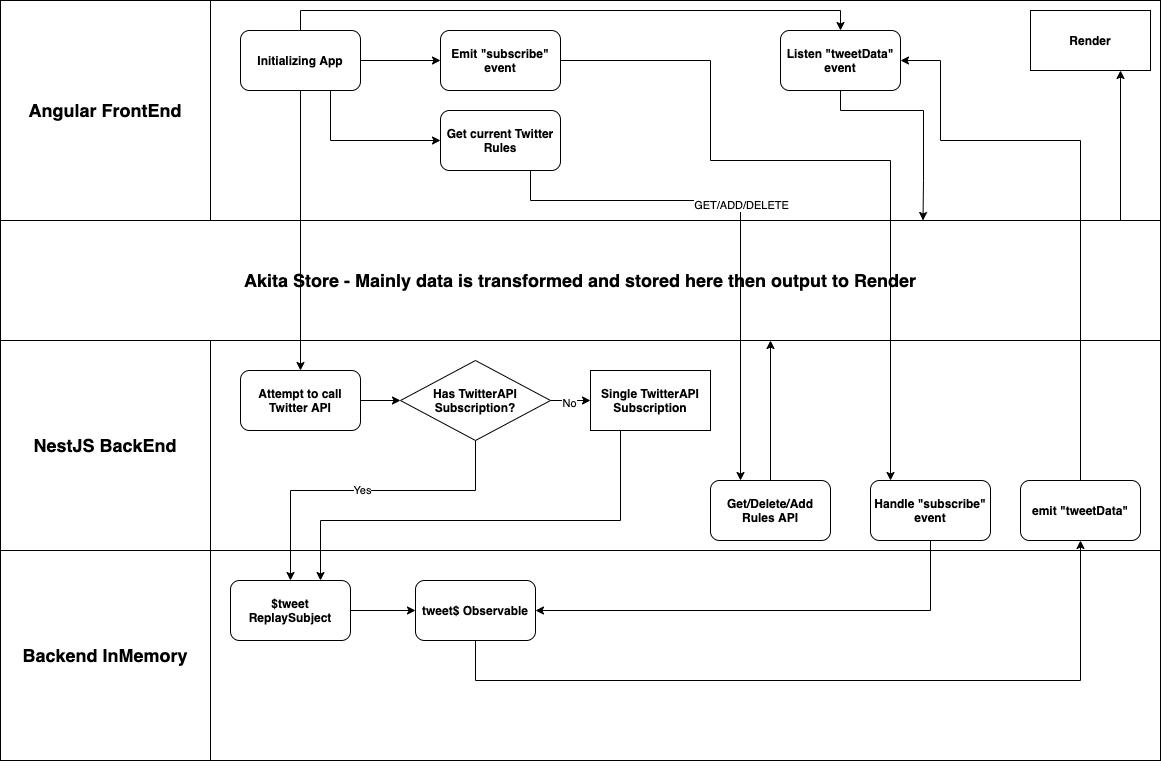 Angular FrontEnd
Initializing App
Emit "subscribe"
event
Listen "tweetData"
event
Render
Get current Twitter
Rules
GET/ADD/DELETE
Akita Store - Mainly data is transformed and stored here then output to Render
NestJS BackEnd
Attempt to call
Twitter API
Has TwitterAPI
Subscription?
No
Single TwitterAPI
Subscription
Yes
Get/Delete/Add
Rules API
Handle "subscribe"
event
emit "tweetData"
Backend InMemory
$tweet
ReplaySubject
tweet$ Observable